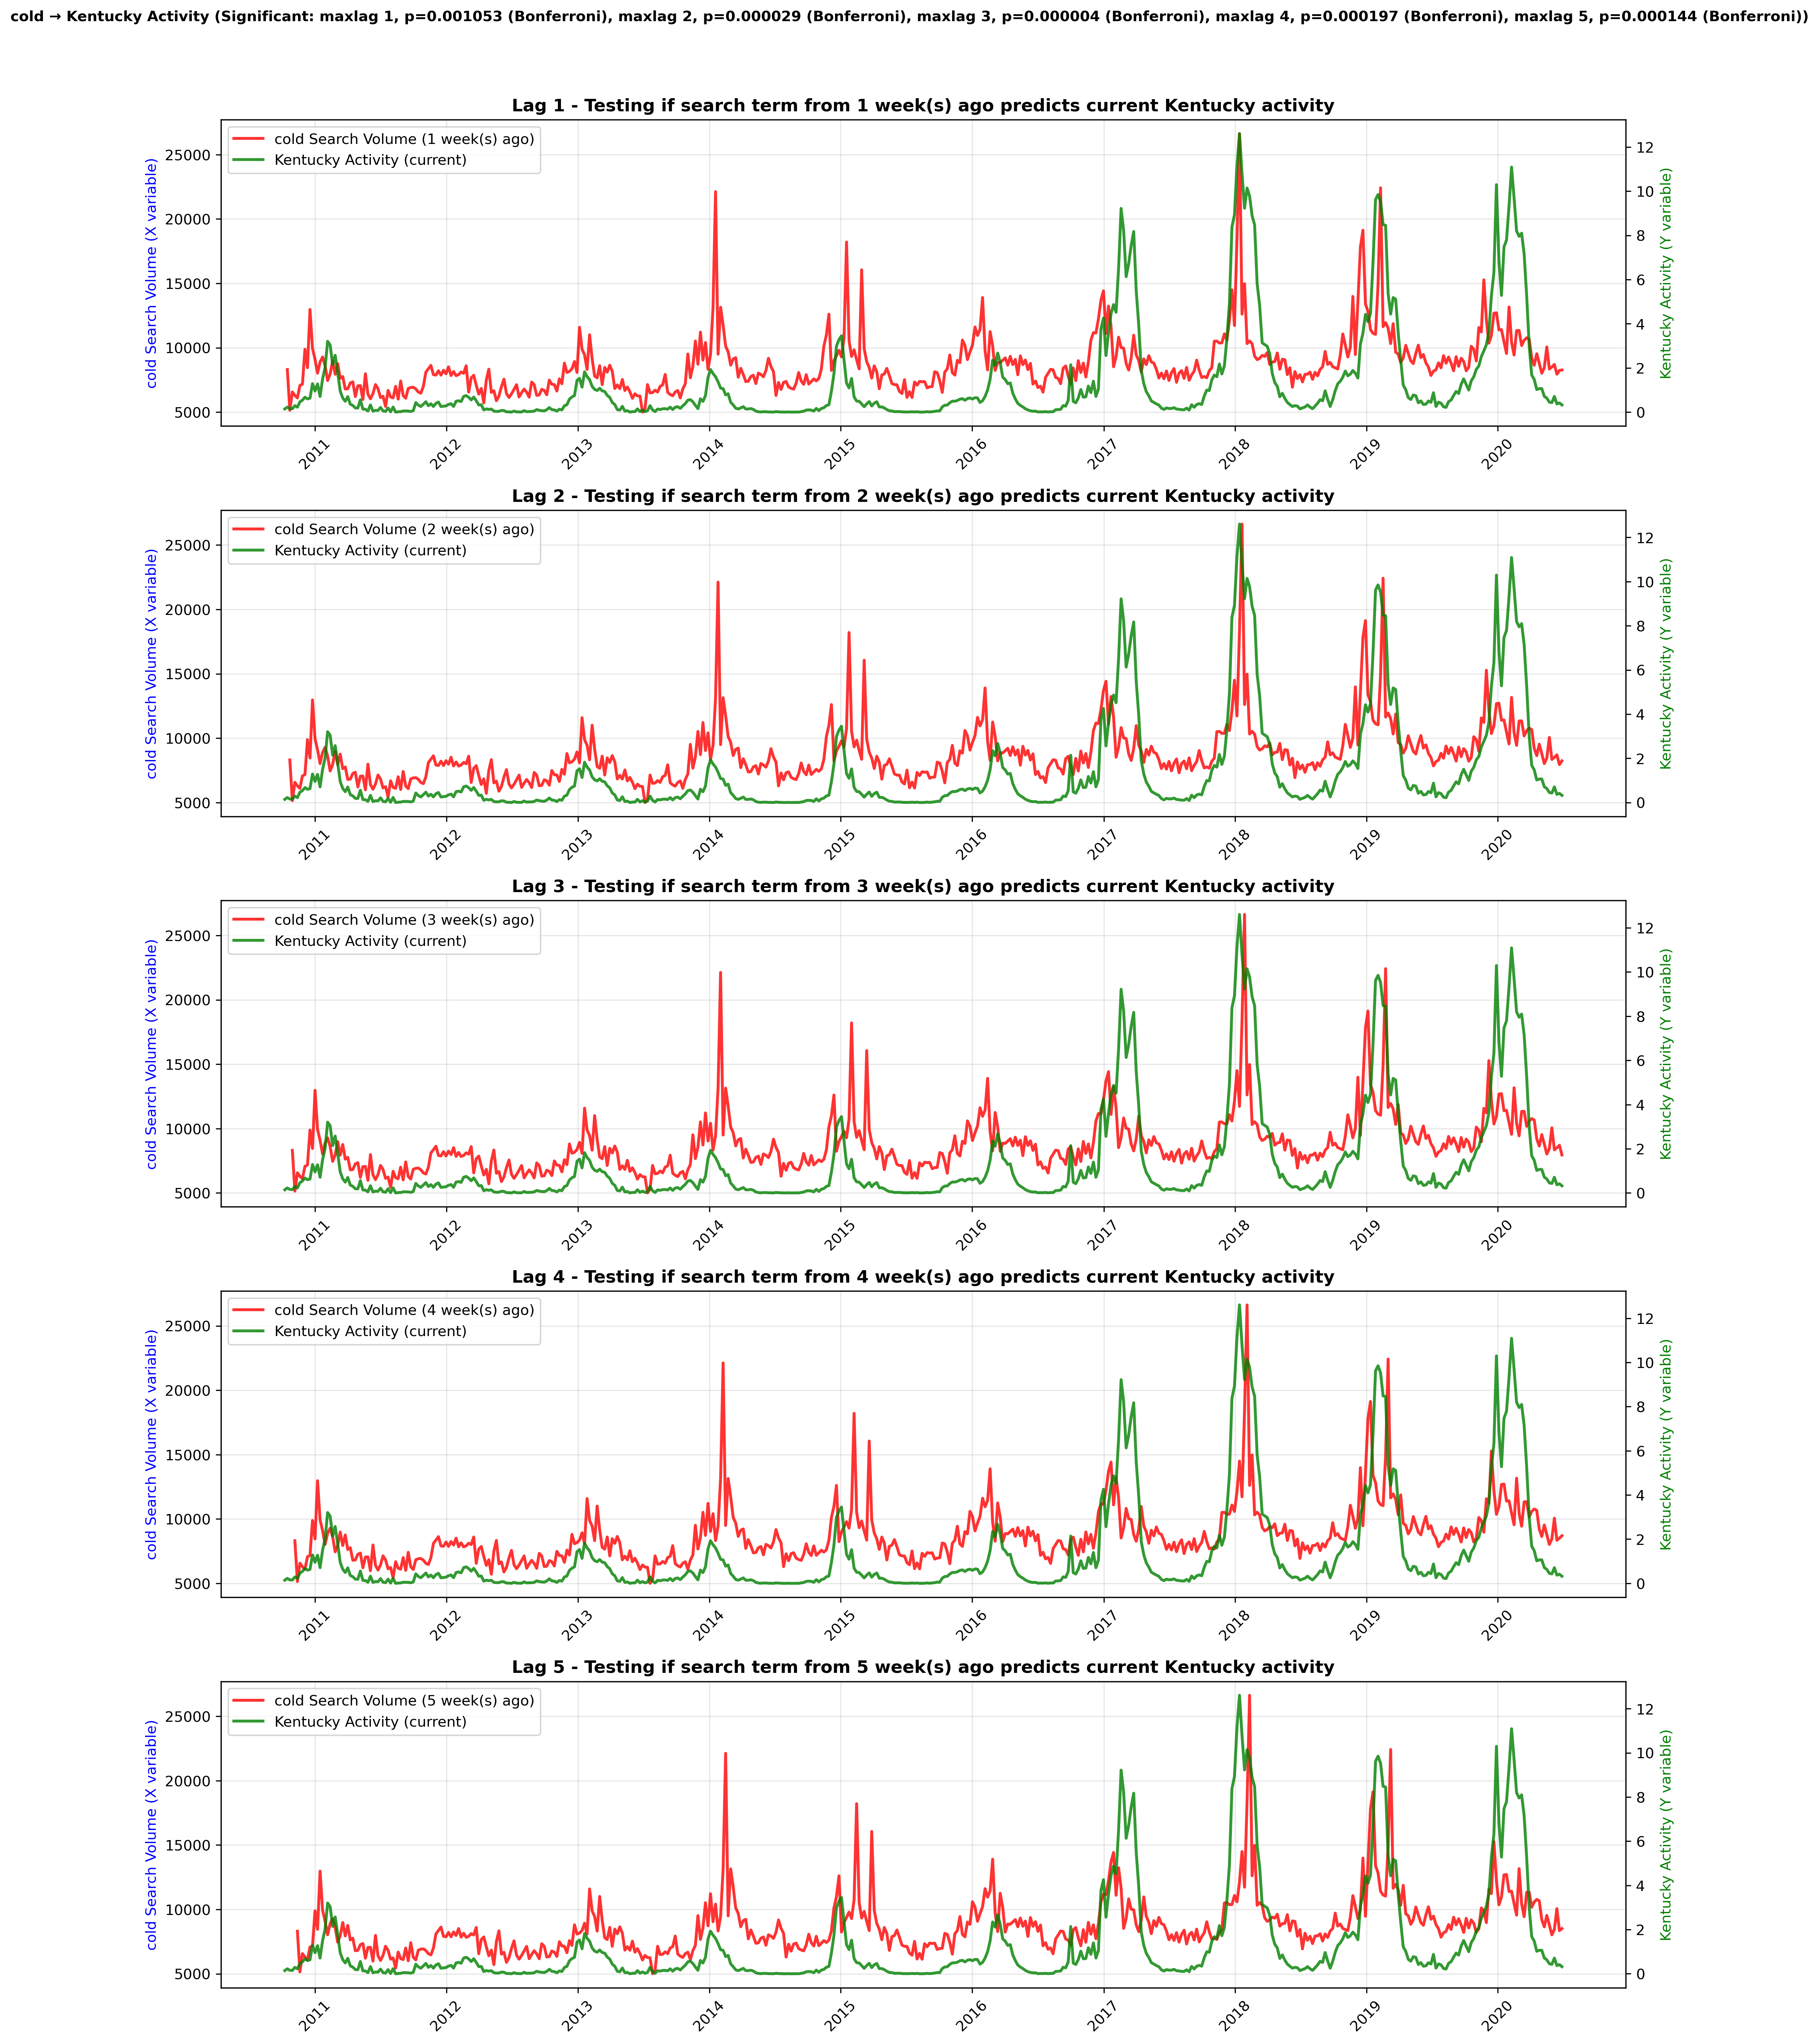 cold → Kentucky Activity (Significant: maxlag 1, p=0.001053 (Bonferroni), maxlag 2, p=0.000029 (Bonferroni), maxlag 3, p=0.000004 (Bonferroni), maxlag 4, p=0.000197 (Bonferroni), maxlag 5, p=0.000144 (Bonferroni))
Lag 1 - Testing if search term from 1 week(s) ago predicts current Kentucky activity
cold Search Volume (1 week(s) ago)
Kentucky Activity (current)
cold Search Volume (X variable)
25000
20000
15000
10000
5000
12
10
8
6
4
2
0
Kentucky Activity (Y variable)
2011 2012 2013 2014 2015 2016 2017 2018 2019 2020
Lag 2 - Testing if search term from 2 week(s) ago predicts current Kentucky activity
cold Search Volume (2 week(s) ago)
Kentucky Activity (current)
cold Search Volume (X variable)
25000
20000
15000
10000
5000
12
10
8
6
4
2
0
Kentucky Activity (Y variable)
2011 2012 2013 2014 2015 2016 2017 2018 2019 2020
Lag 3 - Testing if search term from 3 week(s) ago predicts current Kentucky activity
cold Search Volume (3 week(s) ago)
Kentucky Activity (current)
cold Search Volume (X variable)
25000
20000
15000
10000
5000
12
10
8
6
4
2
0
Kentucky Activity (Y variable)
2011 2012 2013 2014 2015 2016 2017 2018 2019 2020
Lag 4 - Testing if search term from 4 week(s) ago predicts current Kentucky activity
cold Search Volume (4 week(s) ago)
Kentucky Activity (current)
cold Search Volume (X variable)
25000
20000
15000
10000
5000
12
10
8
6
4
2
0
Kentucky Activity (Y variable)
2011 2012 2013 2014 2015 2016 2017 2018 2019 2020
Lag 5 - Testing if search term from 5 week(s) ago predicts current Kentucky activity
cold Search Volume (5 week(s) ago)
Kentucky Activity (current)
cold Search Volume (X variable)
25000
20000
15000
10000
5000
12
10
8
6
4
2
0
Kentucky Activity (Y variable)
2011 2012 2013 2014 2015 2016 2017 2018 2019 2020